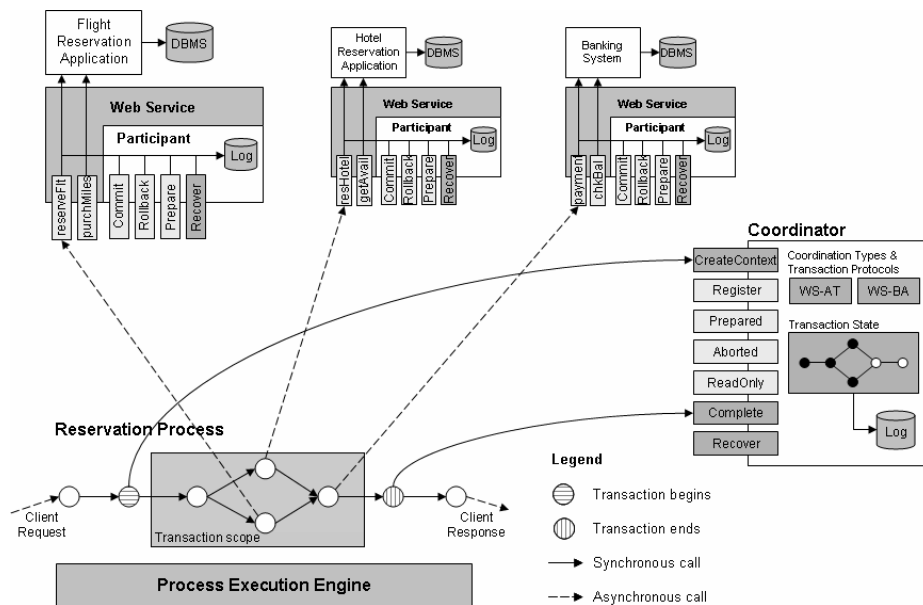 Flight
Reservation
Application
DBMS
Web Service
Participant
Log
reserveFlt
purchMiles
Commit
Rollback
Prepare
Recover
Hotel
Reservation
Application
DBMS
Web Service
Participant
Log
resHotel
getAvail
Commit
Rollback
Prepare
Recover
Banking
System
DBMS
Web Service
Participant
Log
payment
chkBal
Commit
Rollback
Prepare
Recover
Coordinator
CreateContext
Register
Prepared
Aborted
ReadOnly
Complete
Recover
Coordination Types &
Transaction Protocols
WS-AT
WS-BA
Transaction State
Log
Reservation Process
Client
Request
Transaction scope
Client
Response
Process Execution Engine
Legend
Transaction begins
Transaction ends
Synchronous call
Asynchronous call